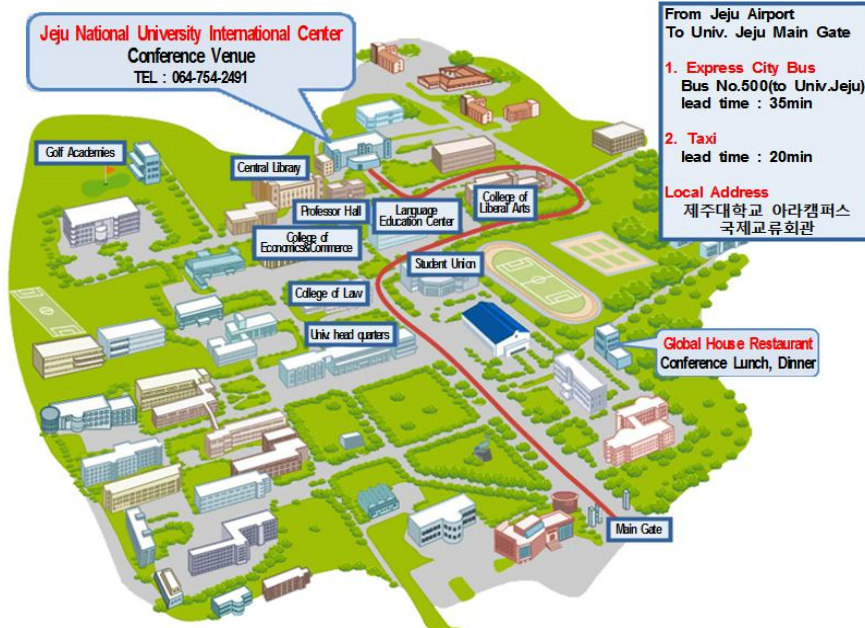 Jeju National University International Center
Conference Venue
TEL : 064-754-2491
From Jeju Airport
To Univ. Jeju Main Gate
1. Express City Bus
Bus No.500(to Univ.Jeju)
lead time : 35min
2. Taxi
lead time : 20min
Local Address
제주대학교 아라캠퍼스
국제교류회관
Golf Academies
Central Library
Professor Hall
Language
Education Center
College of
Liberal Arts
College of
Economics&Commerce
Student Union
College of Law
Univ. head quarters
Global House Restaurant
Conference Lunch, Dinner
Main Gate